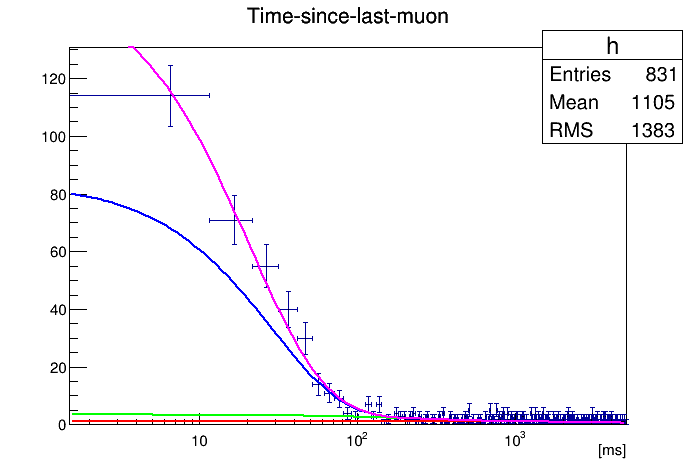 Time-since-last-muon
h
Entries 831
Mean 1105
RMS 1383
120
100
80
60
40
20
0
10 10² 10³
[ms]